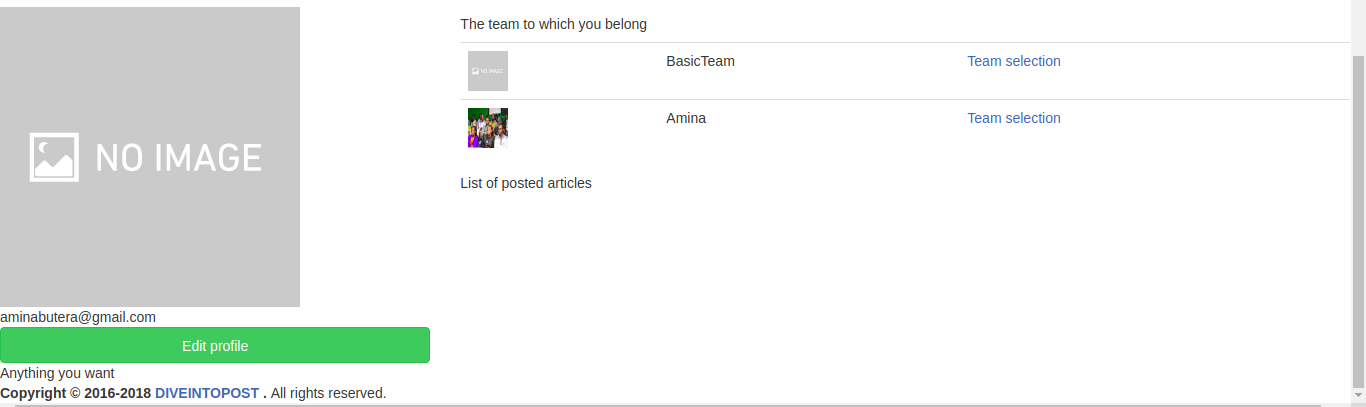 NO IMAGE
aminabutera@gmail.com
Edit profile
The team to which you belong
NO IMAGE
BasicTeam
Team selection
Amina
Team selection
List of posted articles
Anything you want
Copyright © 2016-2018 DIVEINTOPOST . All rights reserved.